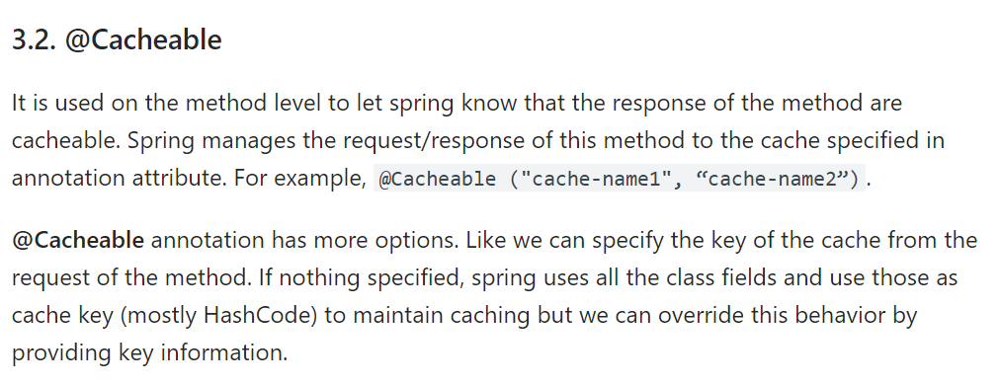 3.2. @Cacheable
It is used on the method level to let spring know that the response of the method are
cacheable. Spring manages the request/response of this method to the cache specified in
annotation attribute. For example, @Cacheable ("cache-name1", “cache-name2”).
@Cacheable annotation has more options. Like we can specify the key of the cache from the
request of the method. If nothing specified, spring uses all the class fields and use those as
cache key (mostly HashCode) to maintain caching but we can override this behavior by
providing key information.